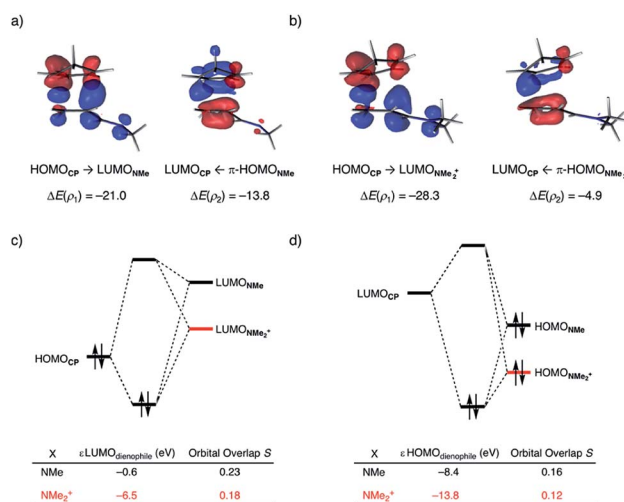 a)
b)
HOMO_CP → LUMO_NMe
LUMO_CP ← π-HOMO_NMe
HOMO_CP → LUMO_NMe₂⁺
LUMO_CP ← π-HOMO_NMe₂
ΔE(ρ₁) = –21.0
ΔE(ρ₂) = –13.8
ΔE(ρ₁) = –28.3
ΔE(ρ₂) = –4.9
c)
d)
LUMO_NMe
LUMO_NMe₂⁺
HOMO_CP
LUMO_CP
HOMO_NMe
HOMO_NMe₂⁺
X εLUMO_dienophile (eV) Orbital Overlap S
NMe –0.6 0.23
NMe₂⁺ –6.5 0.18
X εHOMO_dienophile (eV) Orbital Overlap S
NMe –8.4 0.16
NMe₂⁺ –13.8 0.12